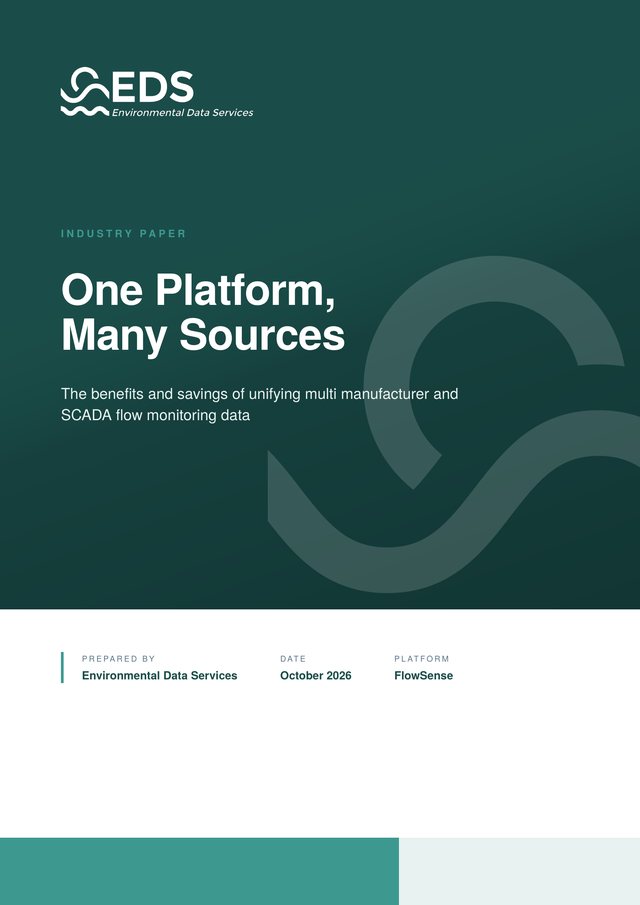 EDS
Environmental Data Services
INDUSTRY PAPER
One Platform,
Many Sources
The benefits and savings of unifying multi manufacturer and
SCADA flow monitoring data
PREPARED BY
Environmental Data Services
DATE
October 2026
PLATFORM
FlowSense